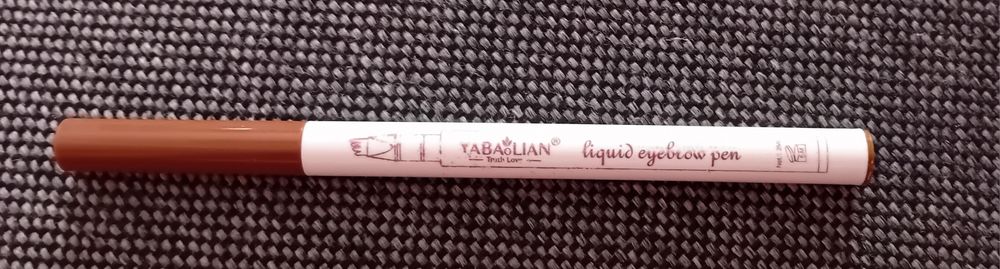 TABAOLIAN®
Truth Love
liquid eyebrow pen